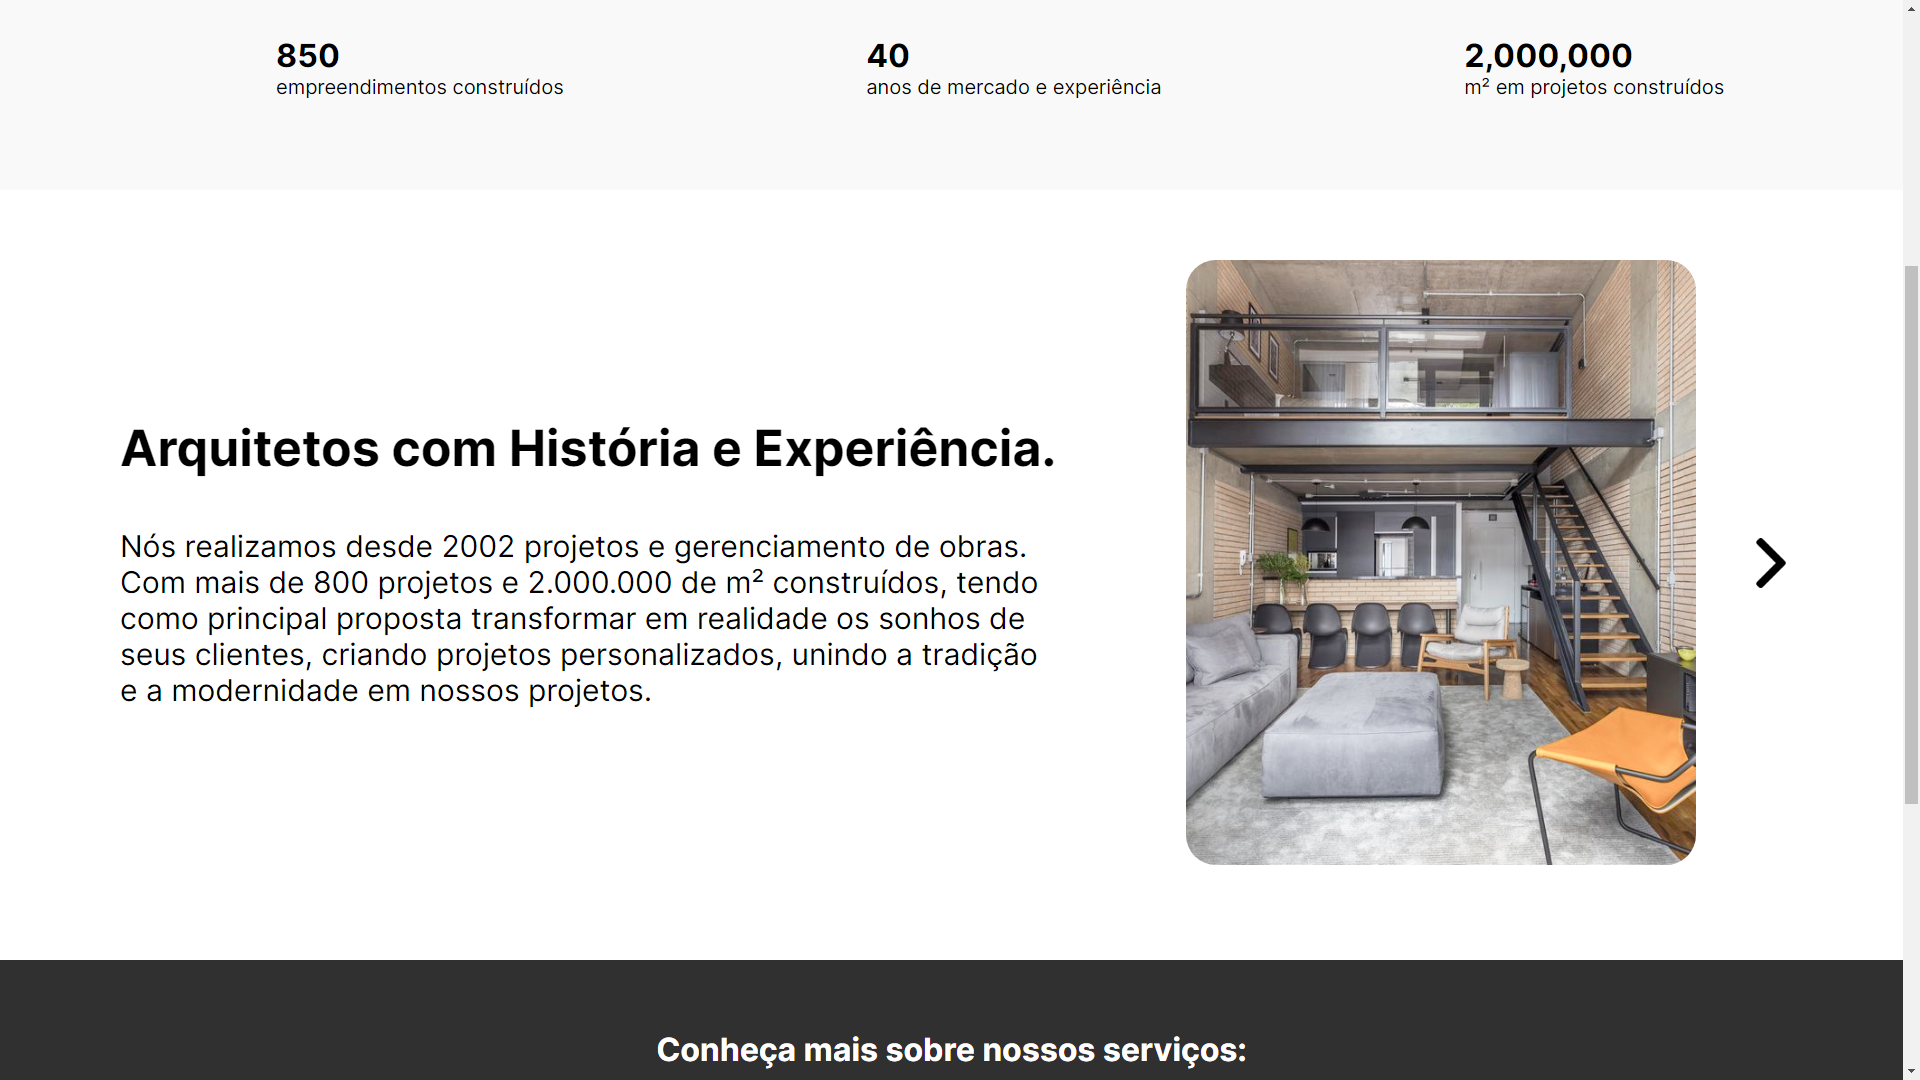 850
empreendimentos construídos
40
anos de mercado e experiência
2,000,000
m² em projetos construídos
Arquitetos com História e Experiência.
Nós realizamos desde 2002 projetos e gerenciamento de obras.
Com mais de 800 projetos e 2.000.000 de m² construídos, tendo
como principal proposta transformar em realidade os sonhos de
seus clientes, criando projetos personalizados, unindo a tradição
e a modernidade em nossos projetos.
Conheça mais sobre nossos serviços: